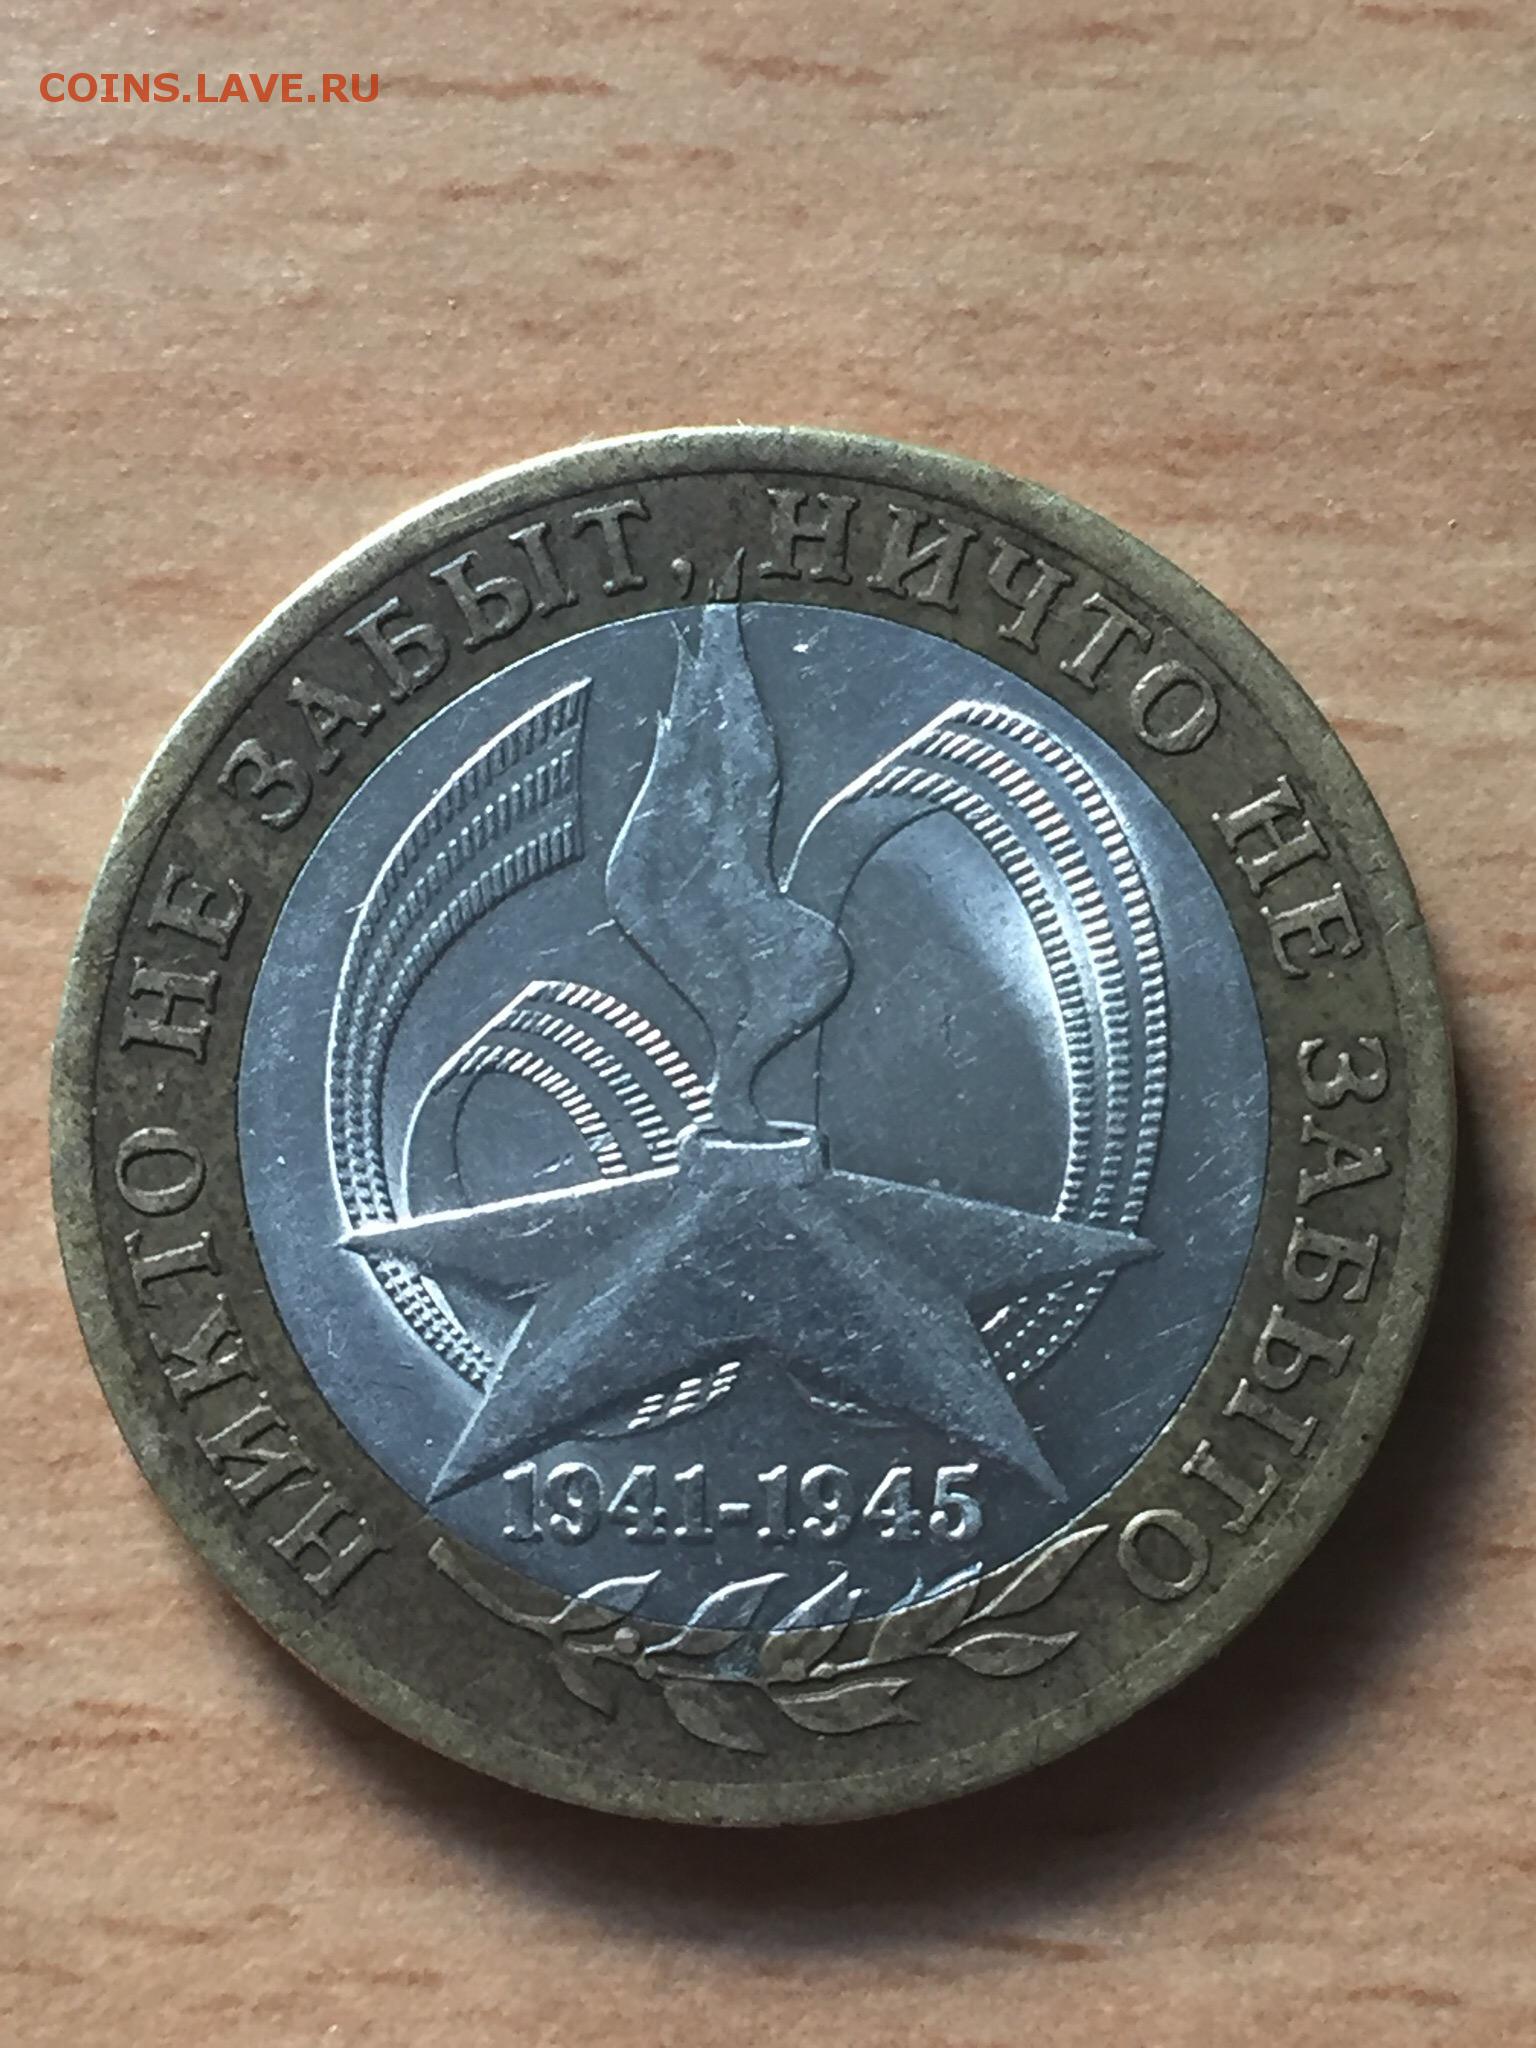 COINS.LAVE.RU
НИКТО НЕ ЗАБЫТ, НИЧТО НЕ ЗАБЫТО
1941-1945